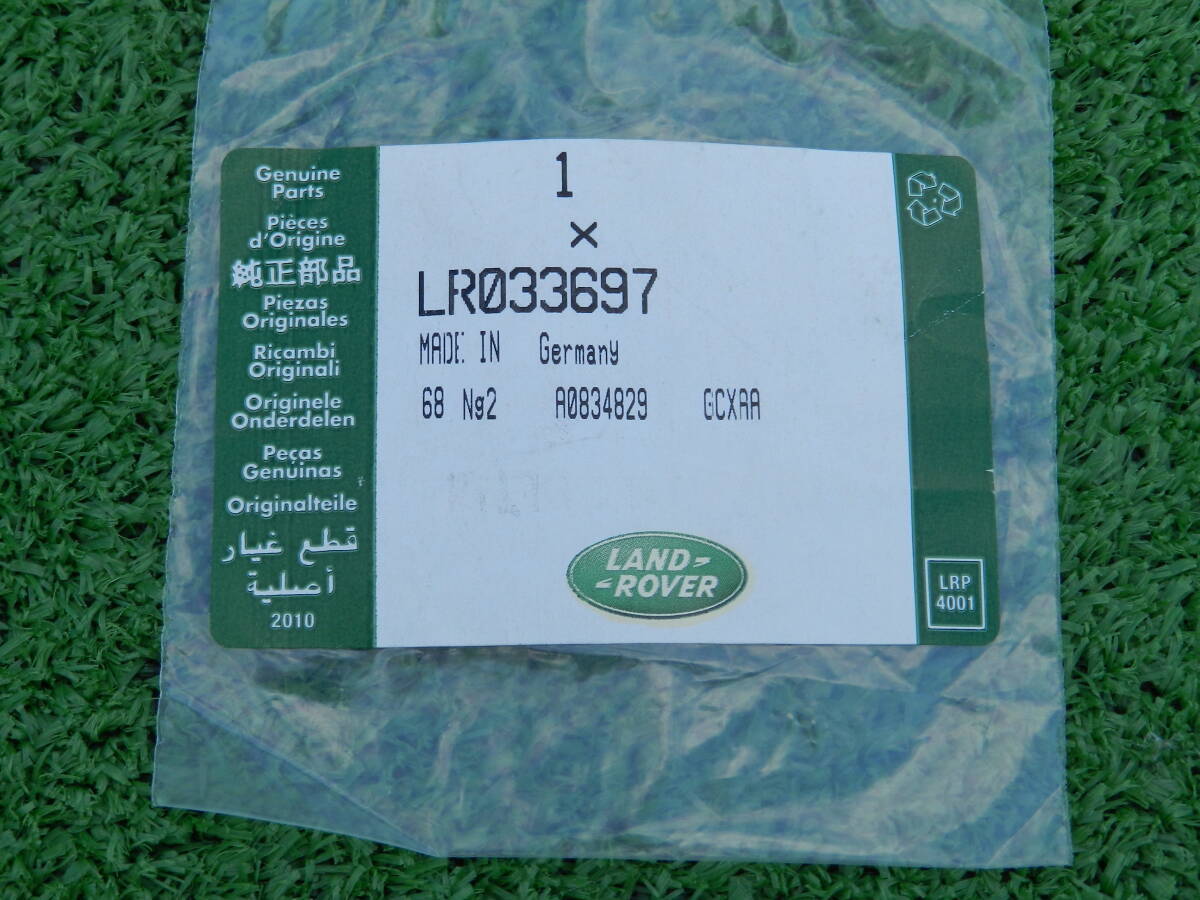 Genuine
Parts
Pièces
d'Origine
純正部品
Piezas
Originales
Ricambi
Originali
Originele
Onderdelen
Peças
Genuinas
Originalteile
قطع غيار
أصلية
2010
1
×
LR033697
MADE IN Germany
68 Ng2 A0834829 GCXAA
LAND
ROVER
LRP
4001